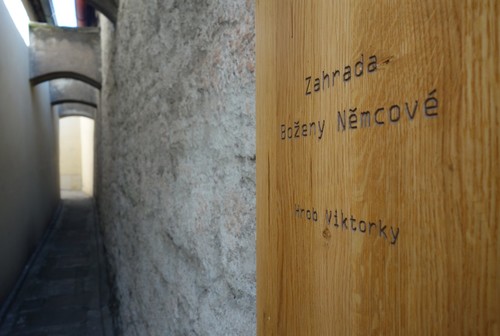 Zahrada
Boženy Němcové
Hrob Viktorky